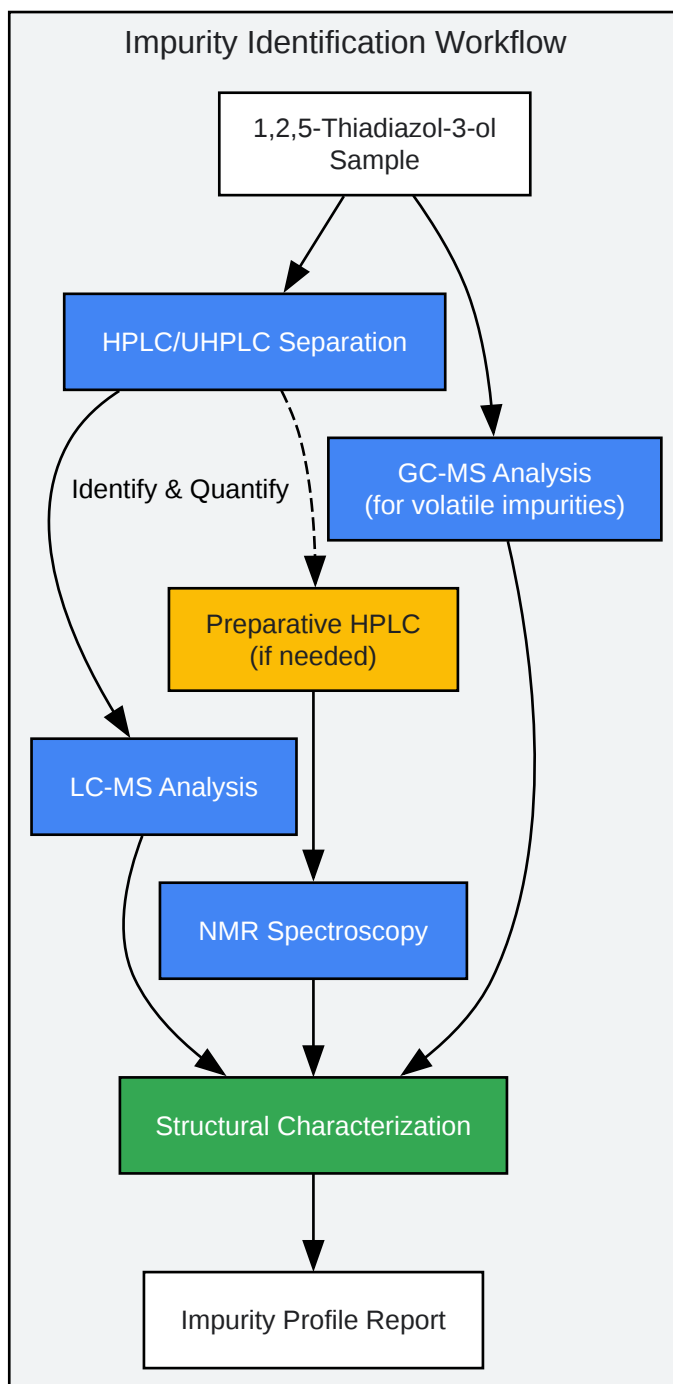 Impurity Identification Workflow
1,2,5-Thiadiazol-3-ol
Sample
HPLC/UHPLC Separation
GC-MS Analysis
(for volatile impurities)
Identify & Quantify
Preparative HPLC
(if needed)
LC-MS Analysis
NMR Spectroscopy
Structural Characterization
Impurity Profile Report